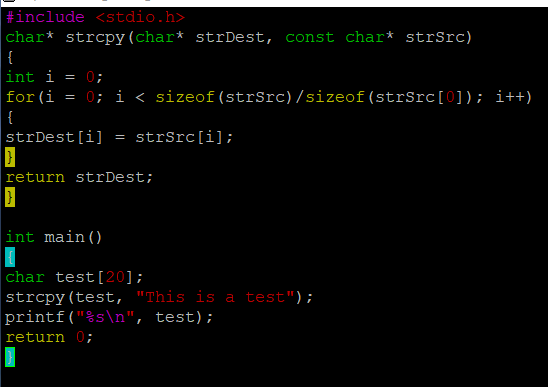 #include <stdio.h>
char* strcpy(char* strDest, const char* strSrc)
{
int i = 0;
for(i = 0; i < sizeof(strSrc)/sizeof(strSrc[0]); i++)
{
strDest[i] = strSrc[i];
}
return strDest;
}
int main()
{
char test[20];
strcpy(test, "This is a test");
printf("%s\n", test);
return 0;
}